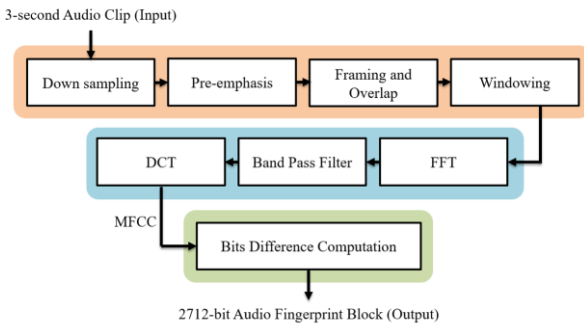 3-second Audio Clip (Input)
Down sampling
Pre-emphasis
Framing and
Overlap
Windowing
FFT
Band Pass Filter
DCT
MFCC
Bits Difference Computation
2712-bit Audio Fingerprint Block (Output)